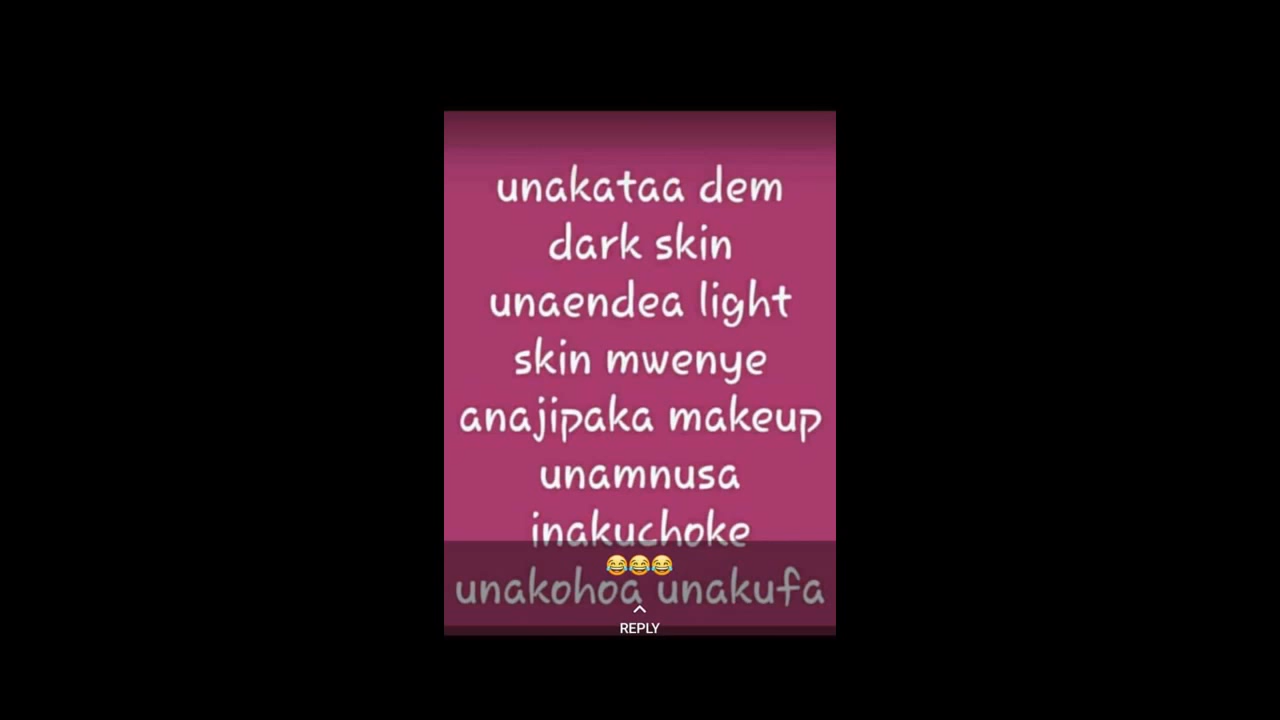 unakataa dem
dark skin
unaendea light
skin mwenye
anajipaka makeup
unamnusa
inakuchoke
😂😂😂
unakohoa unakufa
REPLY